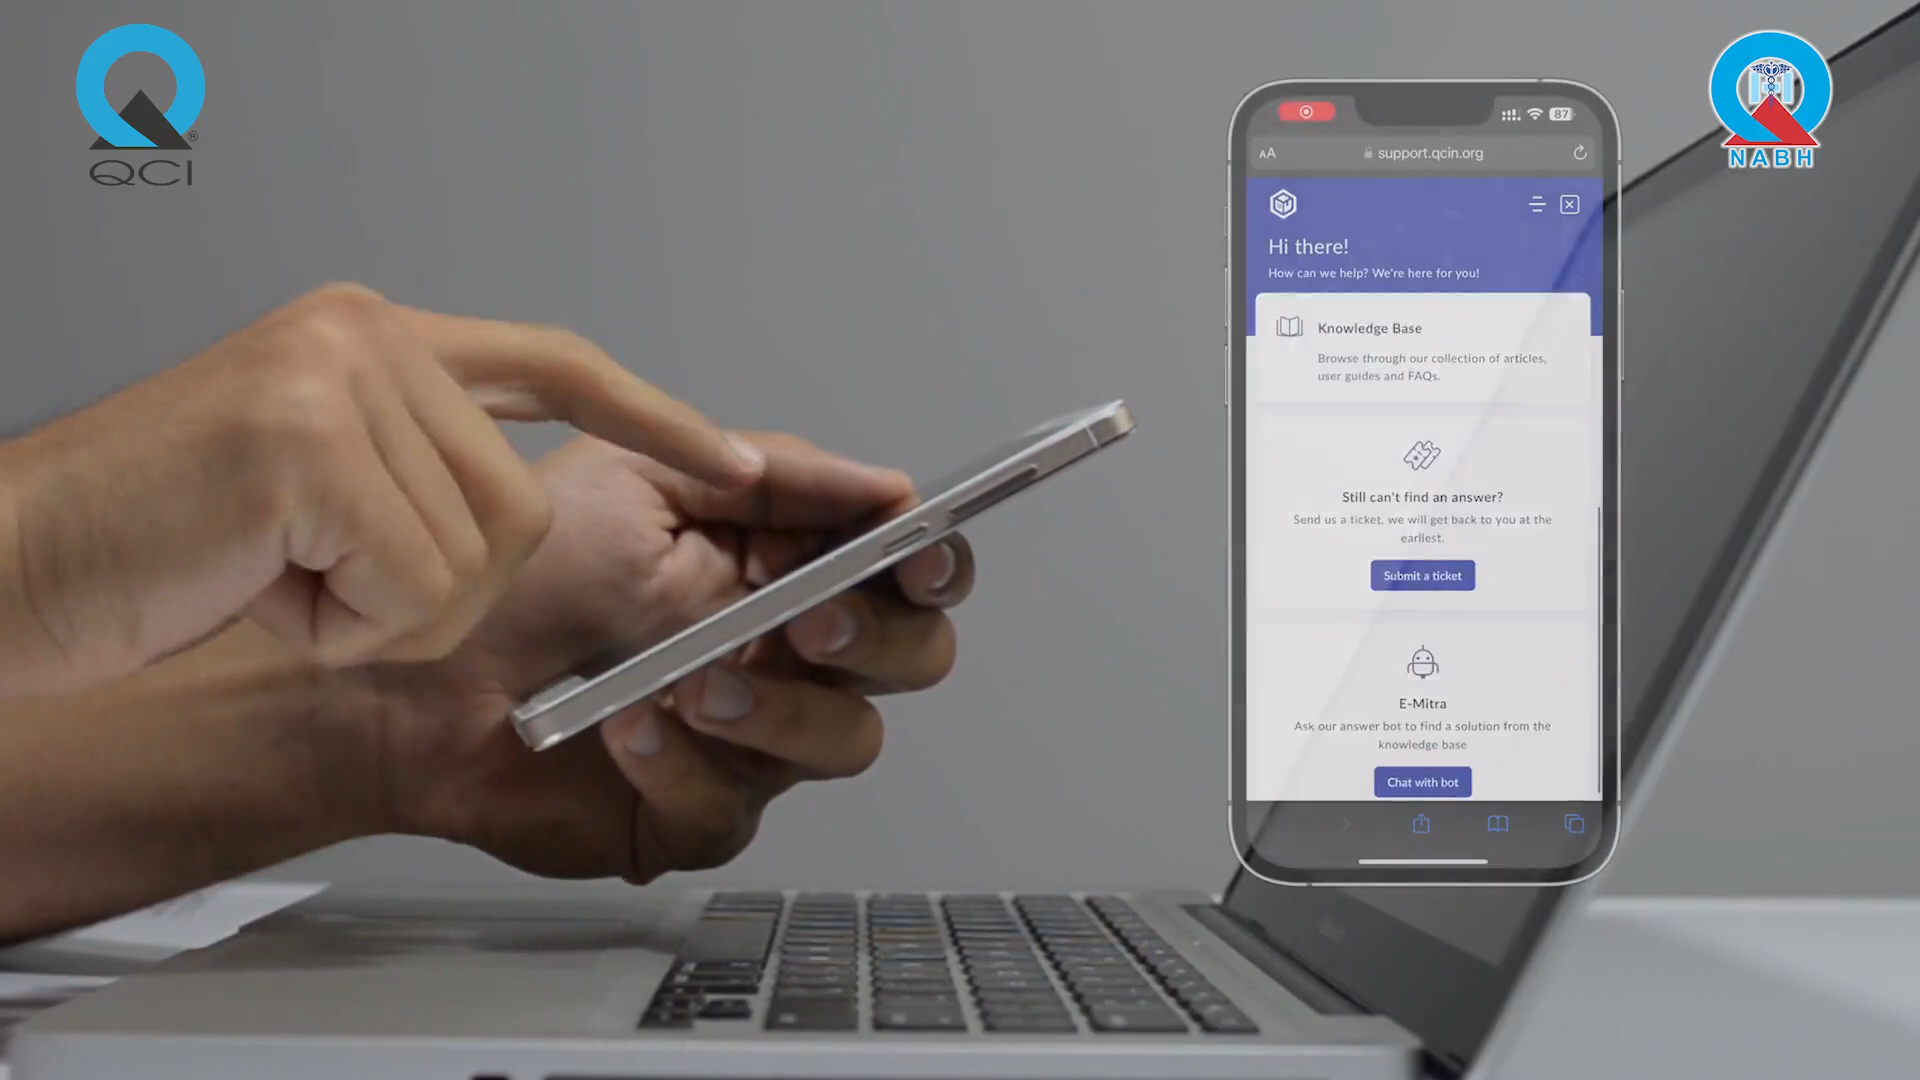 QCI
®
NABH
87
AA
support.qcin.org
Hi there!
How can we help? We're here for you!
Knowledge Base
Browse through our collection of articles,
user guides and FAQs.
Still can't find an answer?
Send us a ticket, we will get back to you at the
earliest.
Submit a ticket
E-Mitra
Ask our answer bot to find a solution from the
knowledge base
Chat with bot